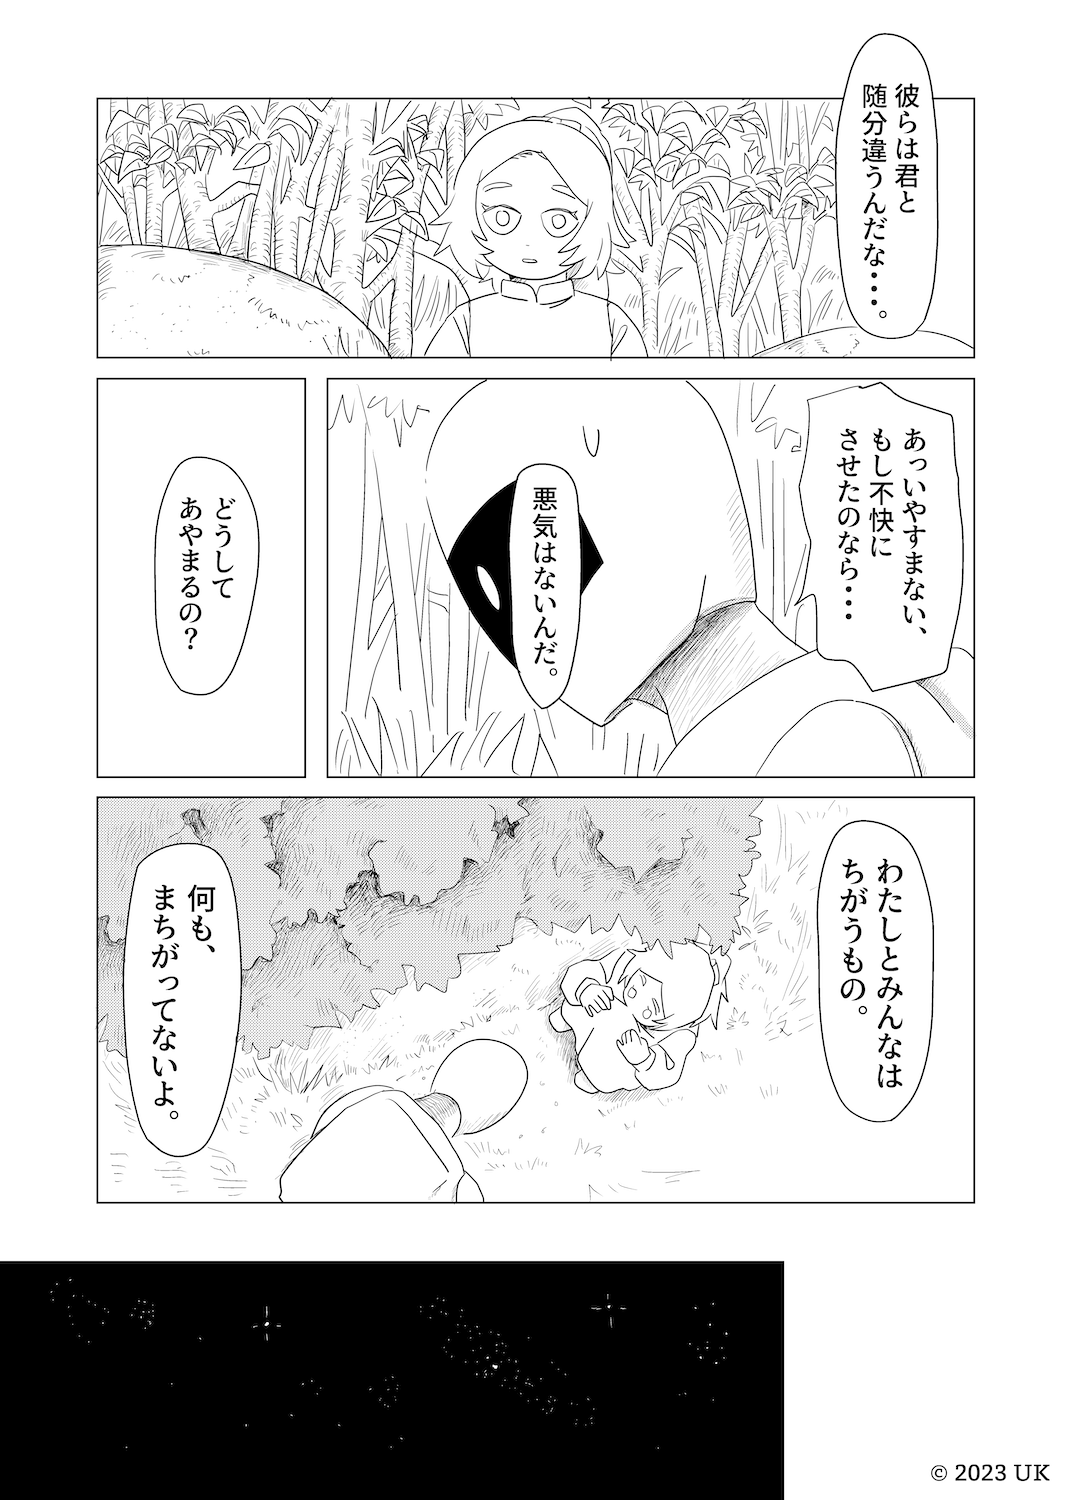 彼らは君と
随分違うんだな・・・・。
あっいやすまない、
もし不快に
させたのなら・・・
悪気はないんだ。
どうして
あやまるの？
わたしとみんなは
ちがうもの。
何も、
まちがってないよ。
© 2023 UK